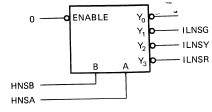 0 ENABLE Y0
Y1 ILNSG
Y2 ILNSY
B A Y3 ILNSR
HNSB
HNSA